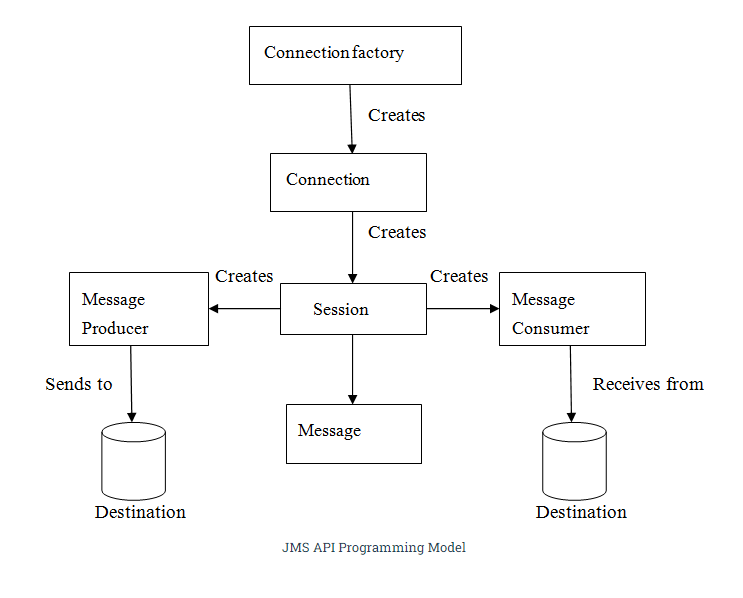 Connection factory
Creates
Connection
Creates
Creates
Creates
Message
Producer
Session
Message
Consumer
Sends to
Receives from
Message
Destination
Destination
JMS API Programming Model